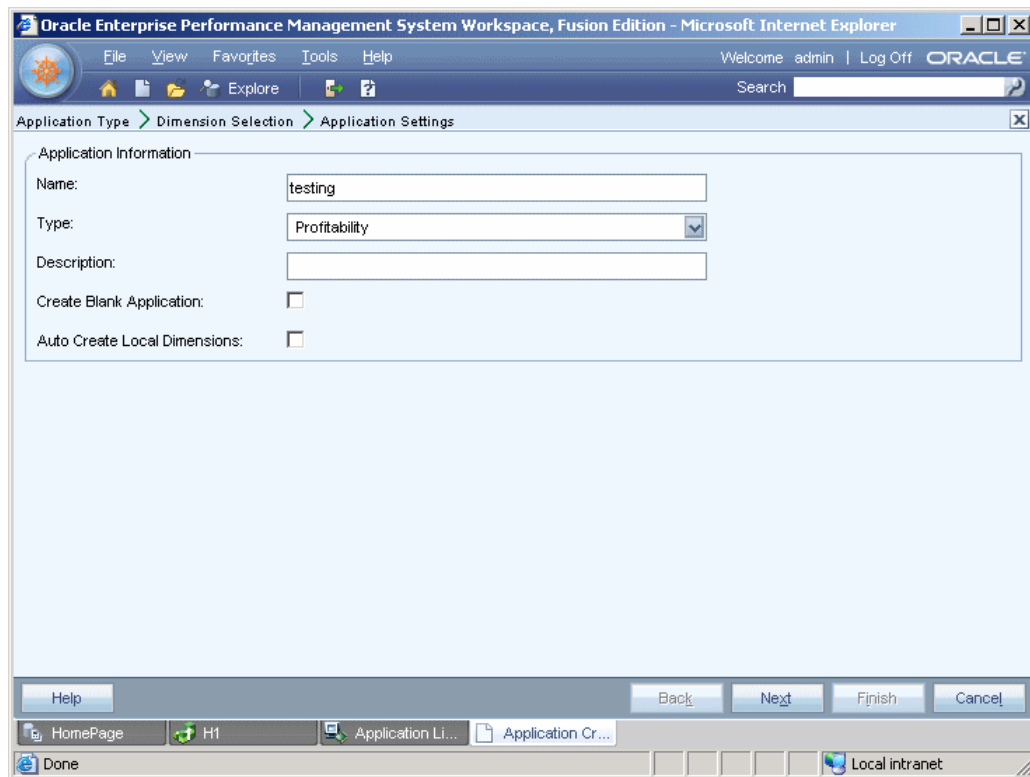 Oracle Enterprise Performance Management System Workspace, Fusion Edition - Microsoft Internet Explorer
File View Favorites Tools Help Welcome admin | Log Off ORACLE
Explore Search
Application Type > Dimension Selection > Application Settings
Application Information
Name: testing
Type: Profitability
Description:
Create Blank Application:
Auto Create Local Dimensions:
Help Back Next Finish Cancel
HomePage H1 Application Li... Application Cr...
Done Local intranet